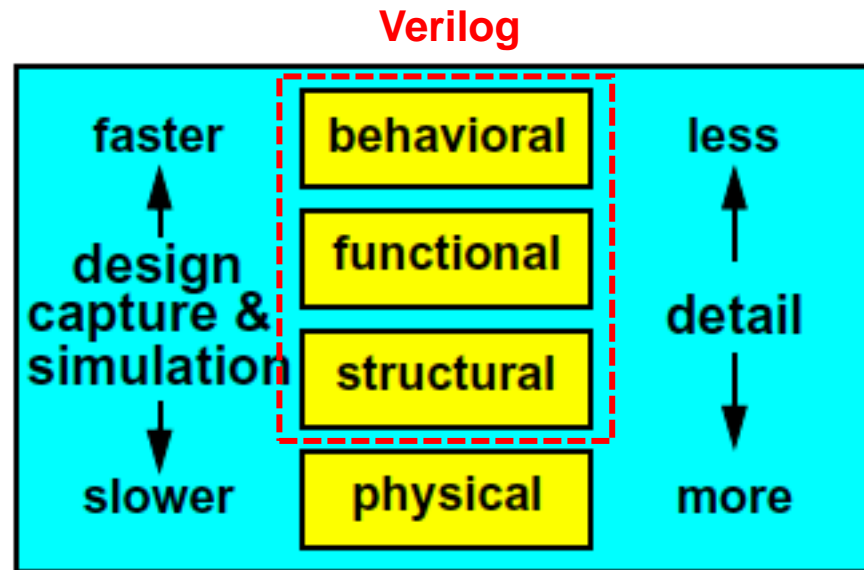 Verilog
faster
behavioral
less
functional
design
capture &
simulation
detail
structural
slower
physical
more